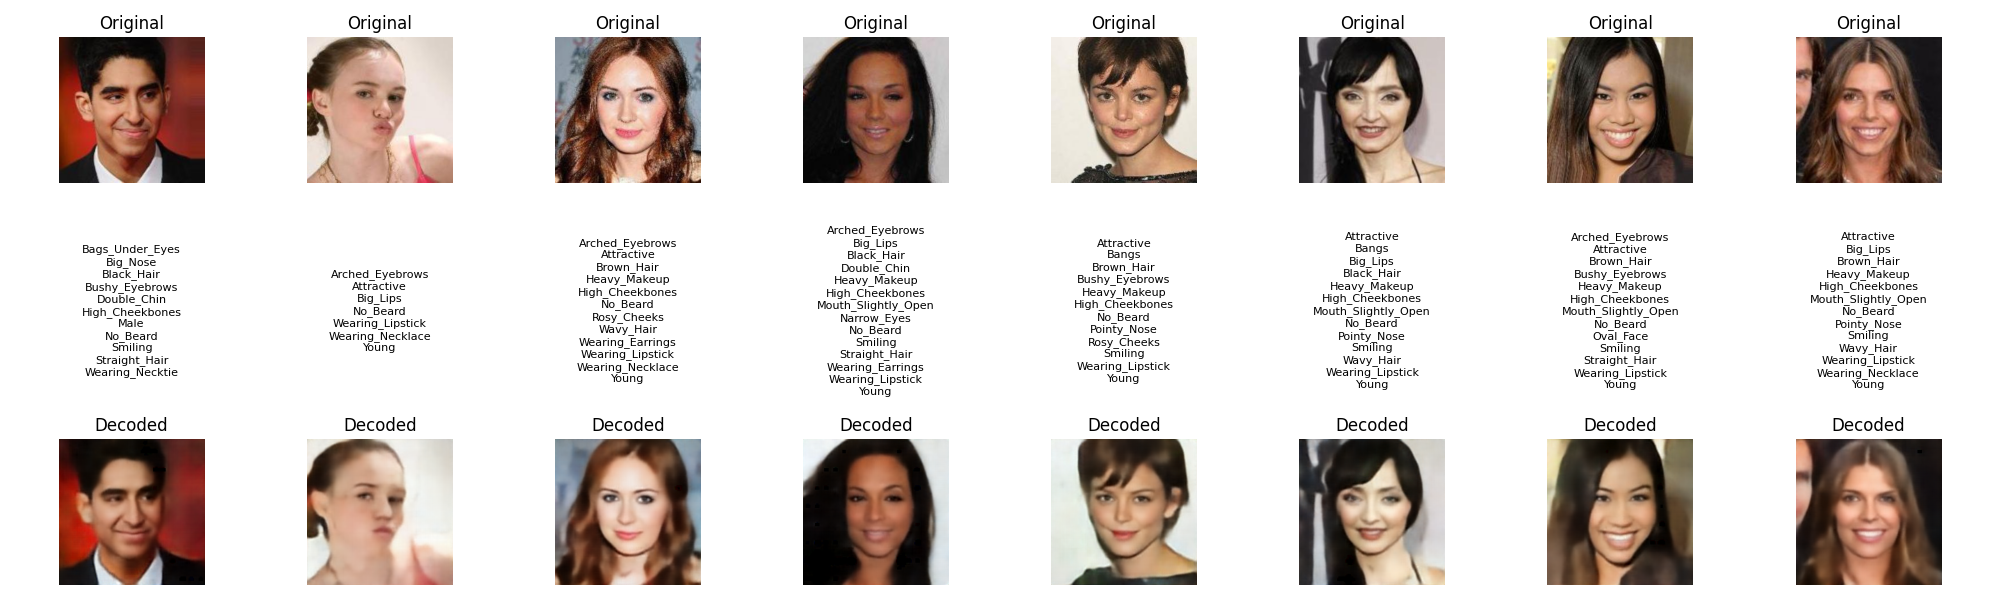 Original
Original
Original
Original
Original
Original
Original
Original
Bags_Under_Eyes
Big_Nose
Black_Hair
Bushy_Eyebrows
Double_Chin
High_Cheekbones
Male
No_Beard
Smiling
Straight_Hair
Wearing_Necktie
Arched_Eyebrows
Attractive
Big_Lips
No_Beard
Wearing_Lipstick
Wearing_Necklace
Young
Arched_Eyebrows
Attractive
Brown_Hair
Heavy_Makeup
High_Cheekbones
No_Beard
Rosy_Cheeks
Wavy_Hair
Wearing_Earrings
Wearing_Lipstick
Wearing_Necklace
Young
Arched_Eyebrows
Big_Lips
Black_Hair
Double_Chin
Heavy_Makeup
High_Cheekbones
Mouth_Slightly_Open
Narrow_Eyes
No_Beard
Smiling
Straight_Hair
Wearing_Earrings
Wearing_Lipstick
Young
Attractive
Bangs
Brown_Hair
Bushy_Eyebrows
Heavy_Makeup
High_Cheekbones
No_Beard
Pointy_Nose
Rosy_Cheeks
Smiling
Wearing_Lipstick
Young
Attractive
Bangs
Big_Lips
Black_Hair
Heavy_Makeup
High_Cheekbones
Mouth_Slightly_Open
No_Beard
Pointy_Nose
Smiling
Wavy_Hair
Wearing_Lipstick
Young
Arched_Eyebrows
Attractive
Brown_Hair
Bushy_Eyebrows
Heavy_Makeup
High_Cheekbones
Mouth_Slightly_Open
No_Beard
Oval_Face
Smiling
Straight_Hair
Wearing_Lipstick
Young
Attractive
Big_Lips
Brown_Hair
Heavy_Makeup
High_Cheekbones
Mouth_Slightly_Open
No_Beard
Pointy_Nose
Smiling
Wavy_Hair
Wearing_Lipstick
Wearing_Necklace
Young
Decoded
Decoded
Decoded
Decoded
Decoded
Decoded
Decoded
Decoded